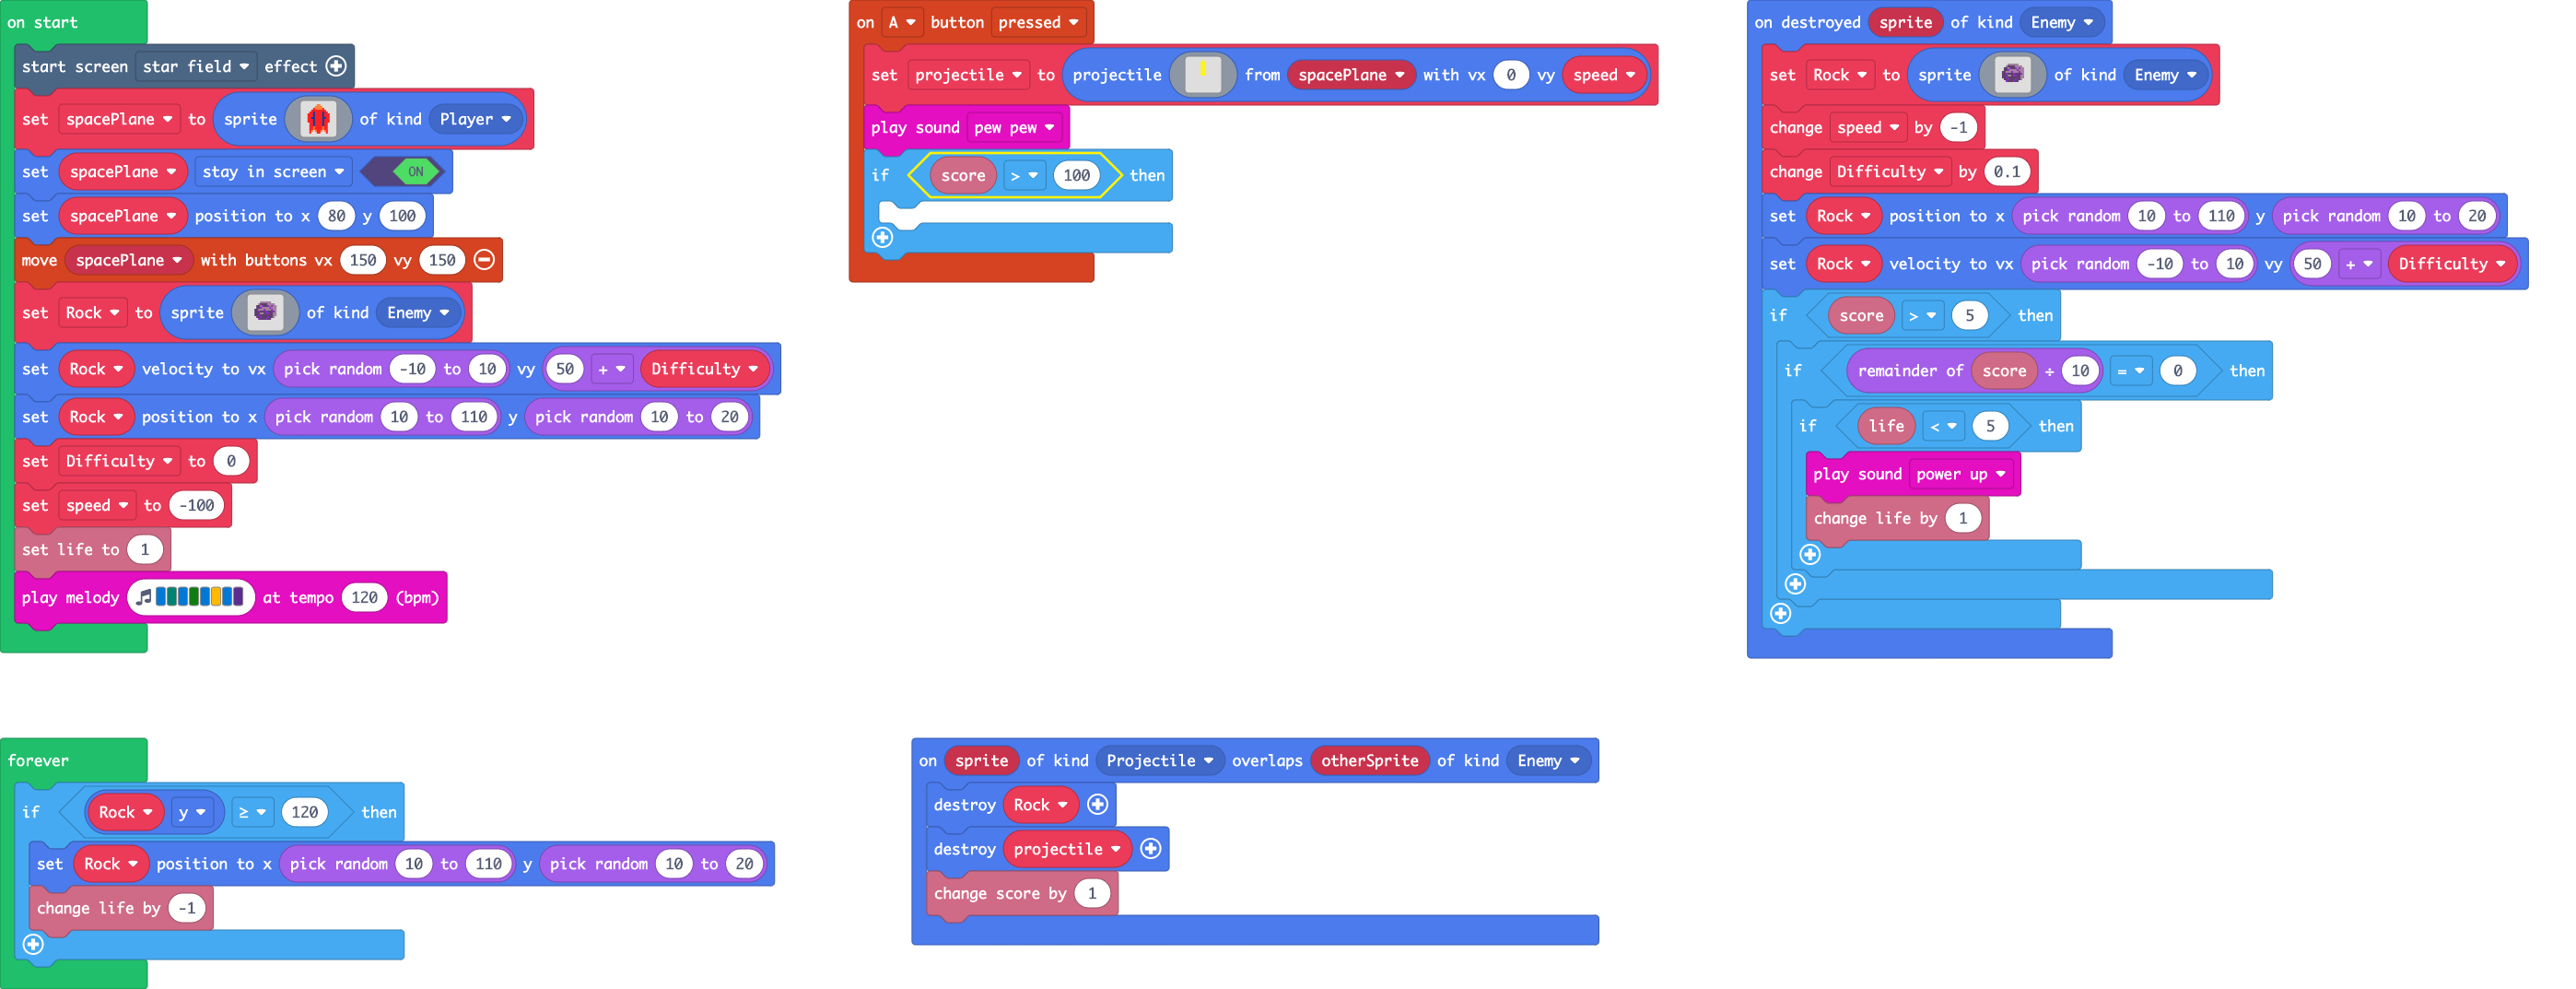 on start
start screen star field effect
set spacePlane to sprite of kind Player
set spacePlane stay in screen ON
set spacePlane position to x 80 y 100
move spacePlane with buttons vx 150 vy 150
set Rock to sprite of kind Enemy
set Rock velocity to vx pick random -10 to 10 vy 50 + Difficulty
set Rock position to x pick random 10 to 110 y pick random 10 to 20
set Difficulty to 0
set speed to -100
set life to 1
play melody at tempo 120 (bpm)
on A button pressed
set projectile to projectile from spacePlane with vx 0 vy speed
play sound pew pew
if score > 100 then
on destroyed sprite of kind Enemy
set Rock to sprite of kind Enemy
change speed by -1
change Difficulty by 0.1
set Rock position to x pick random 10 to 110 y pick random 10 to 20
set Rock velocity to vx pick random -10 to 10 vy 50 + Difficulty
if score > 5 then
if remainder of score ÷ 10 = 0 then
if life < 5 then
play sound power up
change life by 1
forever
if Rock y ≥ 120 then
set Rock position to x pick random 10 to 110 y pick random 10 to 20
change life by -1
on sprite of kind Projectile overlaps otherSprite of kind Enemy
destroy Rock
destroy projectile
change score by 1